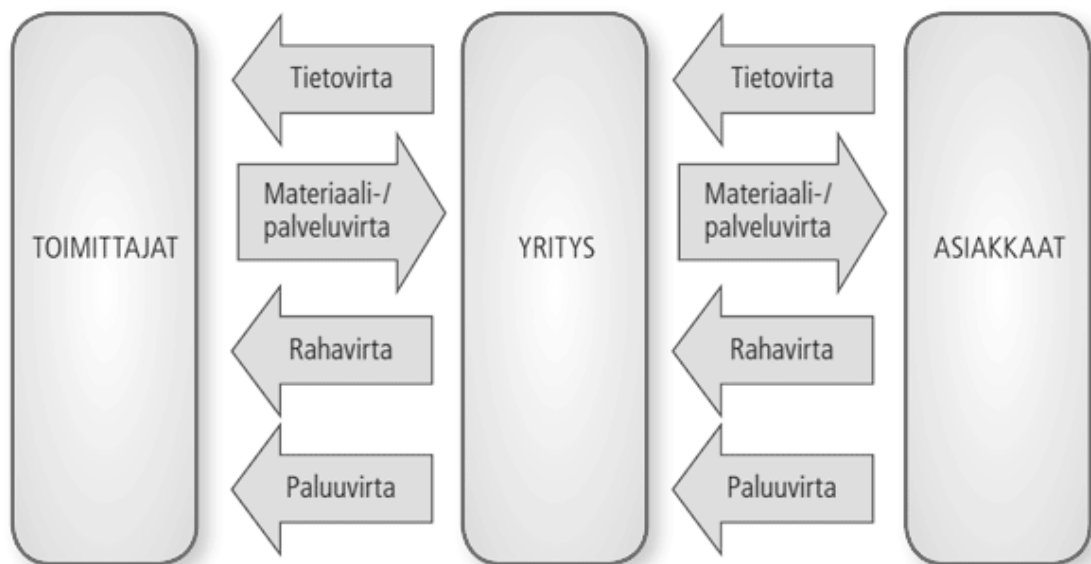 TOIMITTAJAT
Tietovirta
Materiaali-/
palveluvirta
Rahavirta
Paluuvirta
YRITYS
Tietovirta
Materiaali-/
palveluvirta
Rahavirta
Paluuvirta
ASIAKKAAT